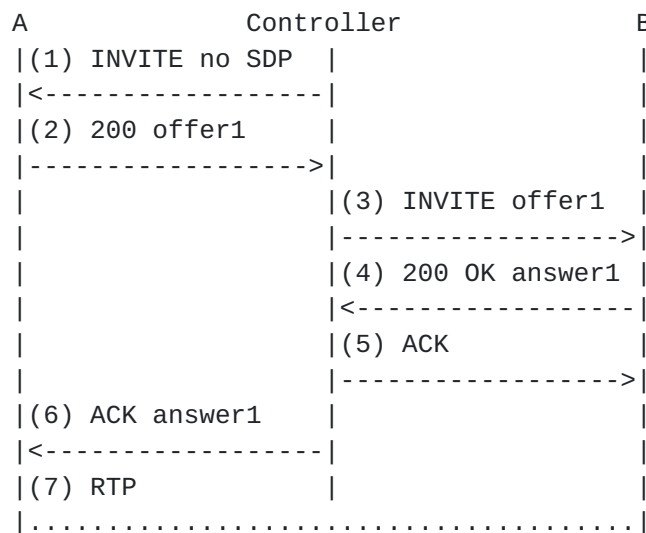 A Controller B
(1) INVITE no SDP
(2) 200 offer1
(3) INVITE offer1
(4) 200 OK answer1
(5) ACK
(6) ACK answer1
(7) RTP